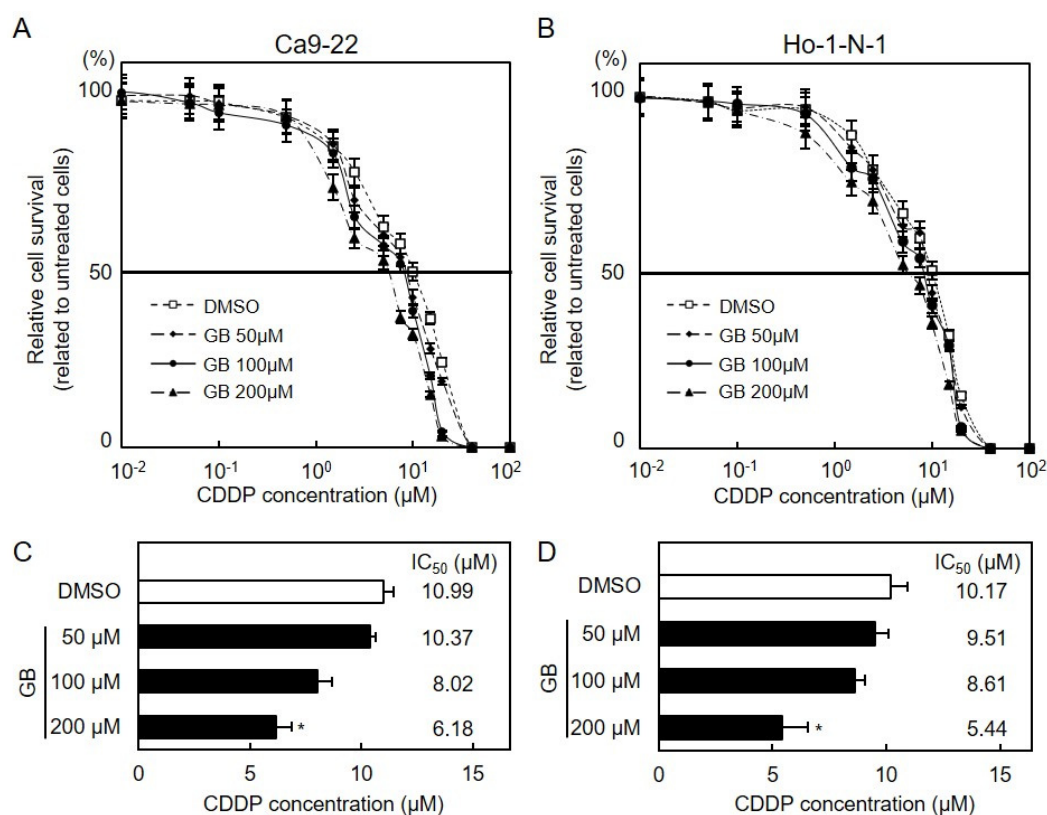 A
Ca9-22
(%)
100
50
0
Relative cell survival
(related to untreated cells)
DMSO
GB 50μM
GB 100μM
GB 200μM
10⁻² 10⁻¹ 10⁰ 10¹ 10²
CDDP concentration (μM)
B
Ho-1-N-1
(%)
100
50
0
Relative cell survival
(related to untreated cells)
DMSO
GB 50μM
GB 100μM
GB 200μM
10⁻² 10⁻¹ 10⁰ 10¹ 10²
CDDP concentration (μM)
C
IC₅₀ (μM)
DMSO 10.99
GB
50 μM 10.37
100 μM 8.02
200 μM * 6.18
0 5 10 15
CDDP concentration (μM)
D
IC₅₀ (μM)
DMSO 10.17
GB
50 μM 9.51
100 μM 8.61
200 μM * 5.44
0 5 10 15
CDDP concentration (μM)